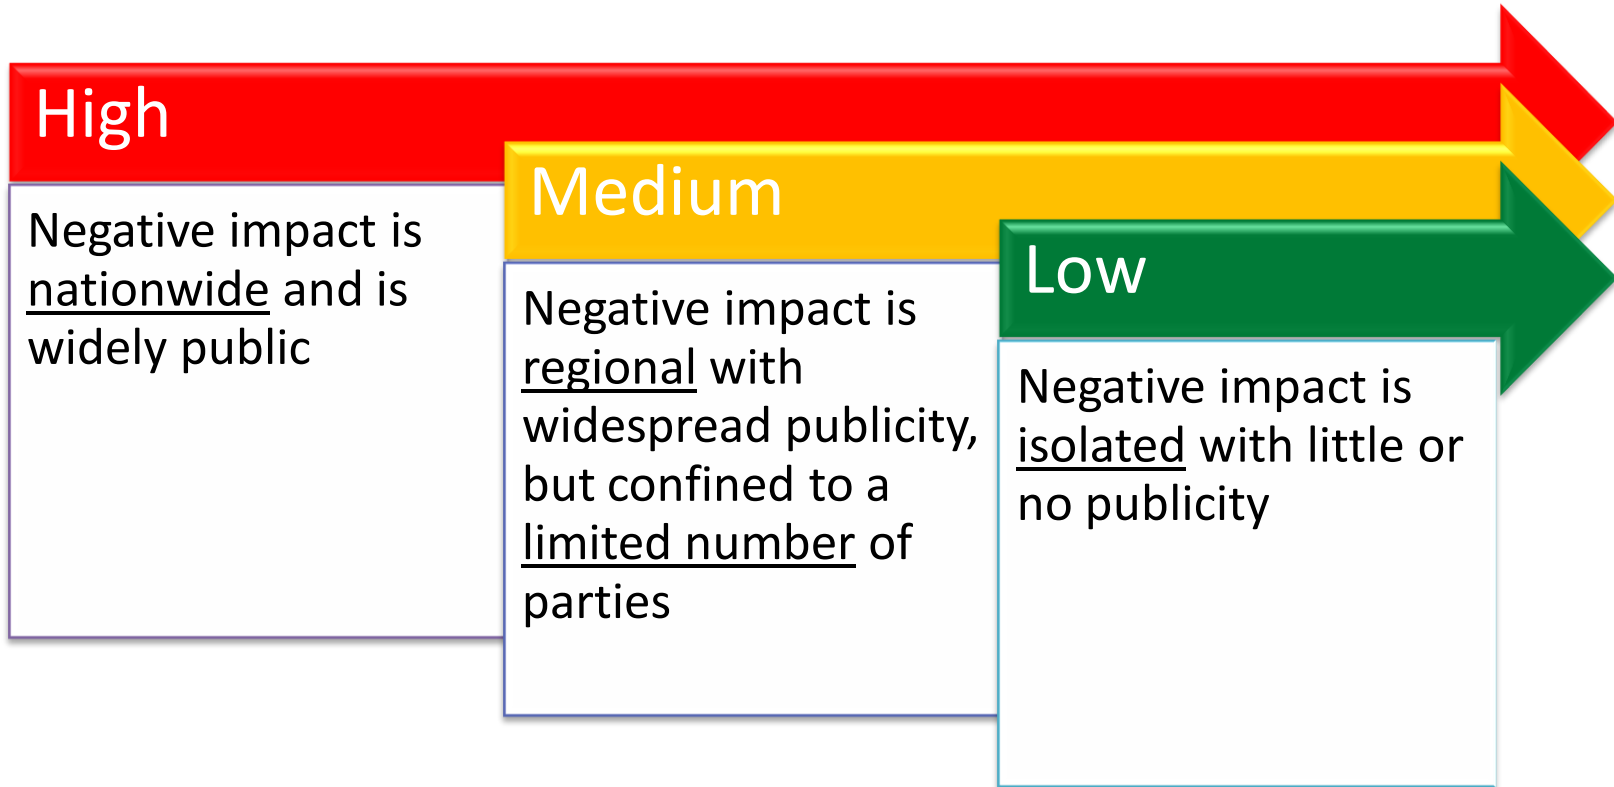 High
Negative impact is
nationwide and is
widely public
Medium
Negative impact is
regional with
widespread publicity,
but confined to a
limited number of
parties
Low
Negative impact is
isolated with little or
no publicity